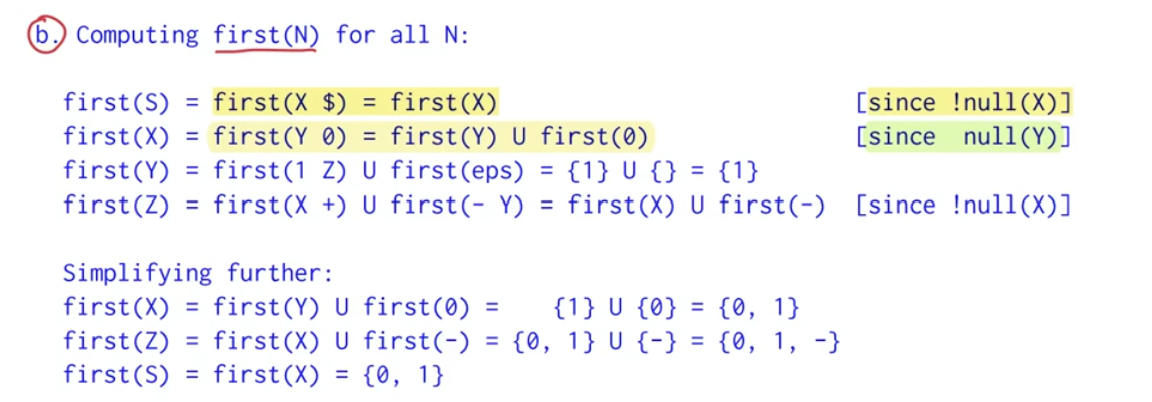 b. Computing first(N) for all N:
first(S) = first(X $) = first(X) [since !null(X)]
first(X) = first(Y 0) = first(Y) U first(0) [since null(Y)]
first(Y) = first(1 Z) U first(eps) = {1} U {} = {1}
first(Z) = first(X +) U first(- Y) = first(X) U first(-) [since !null(X)]
Simplifying further:
first(X) = first(Y) U first(0) = {1} U {0} = {0, 1}
first(Z) = first(X) U first(-) = {0, 1} U {-} = {0, 1, -}
first(S) = first(X) = {0, 1}